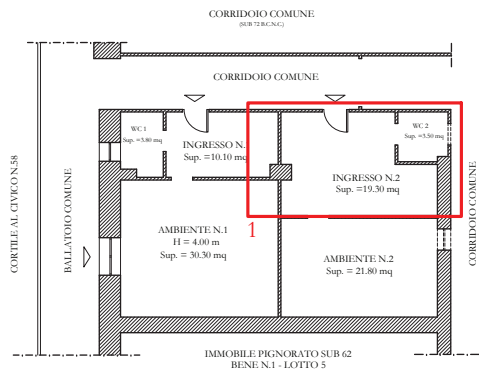 CORRIDOIO COMUNE
(SUB 72 B.C.N.C.)
CORRIDOIO COMUNE
WC 1
Sup. =3.80 mq
WC 2
Sup. =3.50 mq
INGRESSO N.
Sup. =10.10 mq
INGRESSO N.2
Sup. =19.30 mq
1
CORTILE AL CIVICO N.58
BALLATOIO COMUNE
AMBIENTE N.1
H = 4.00 m
Sup. = 30.30 mq
AMBIENTE N.2
Sup. = 21.80 mq
CORRIDOIO COMUNE
IMMOBILE PIGNORATO SUB 62
BENE N.1 - LOTTO 5